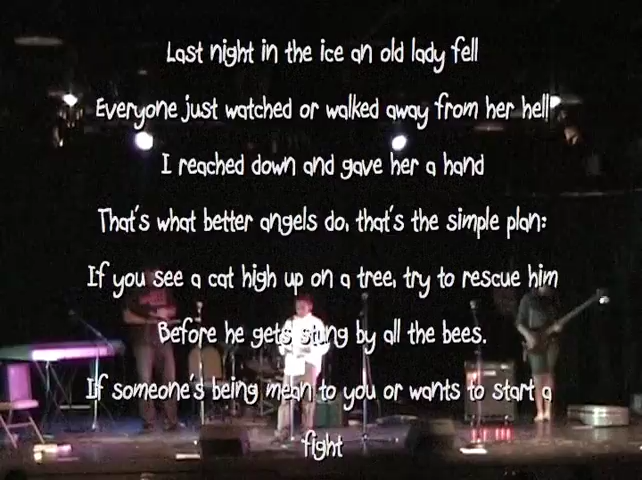 Last night in the ice an old lady fell
Everyone just watched or walked away from her hell
I reached down and gave her a hand
That's what better angels do, that's the simple plan:
If you see a cat high up on a tree, try to rescue him
Before he gets stung by all the bees.
If someone's being mean to you or wants to start a
fight